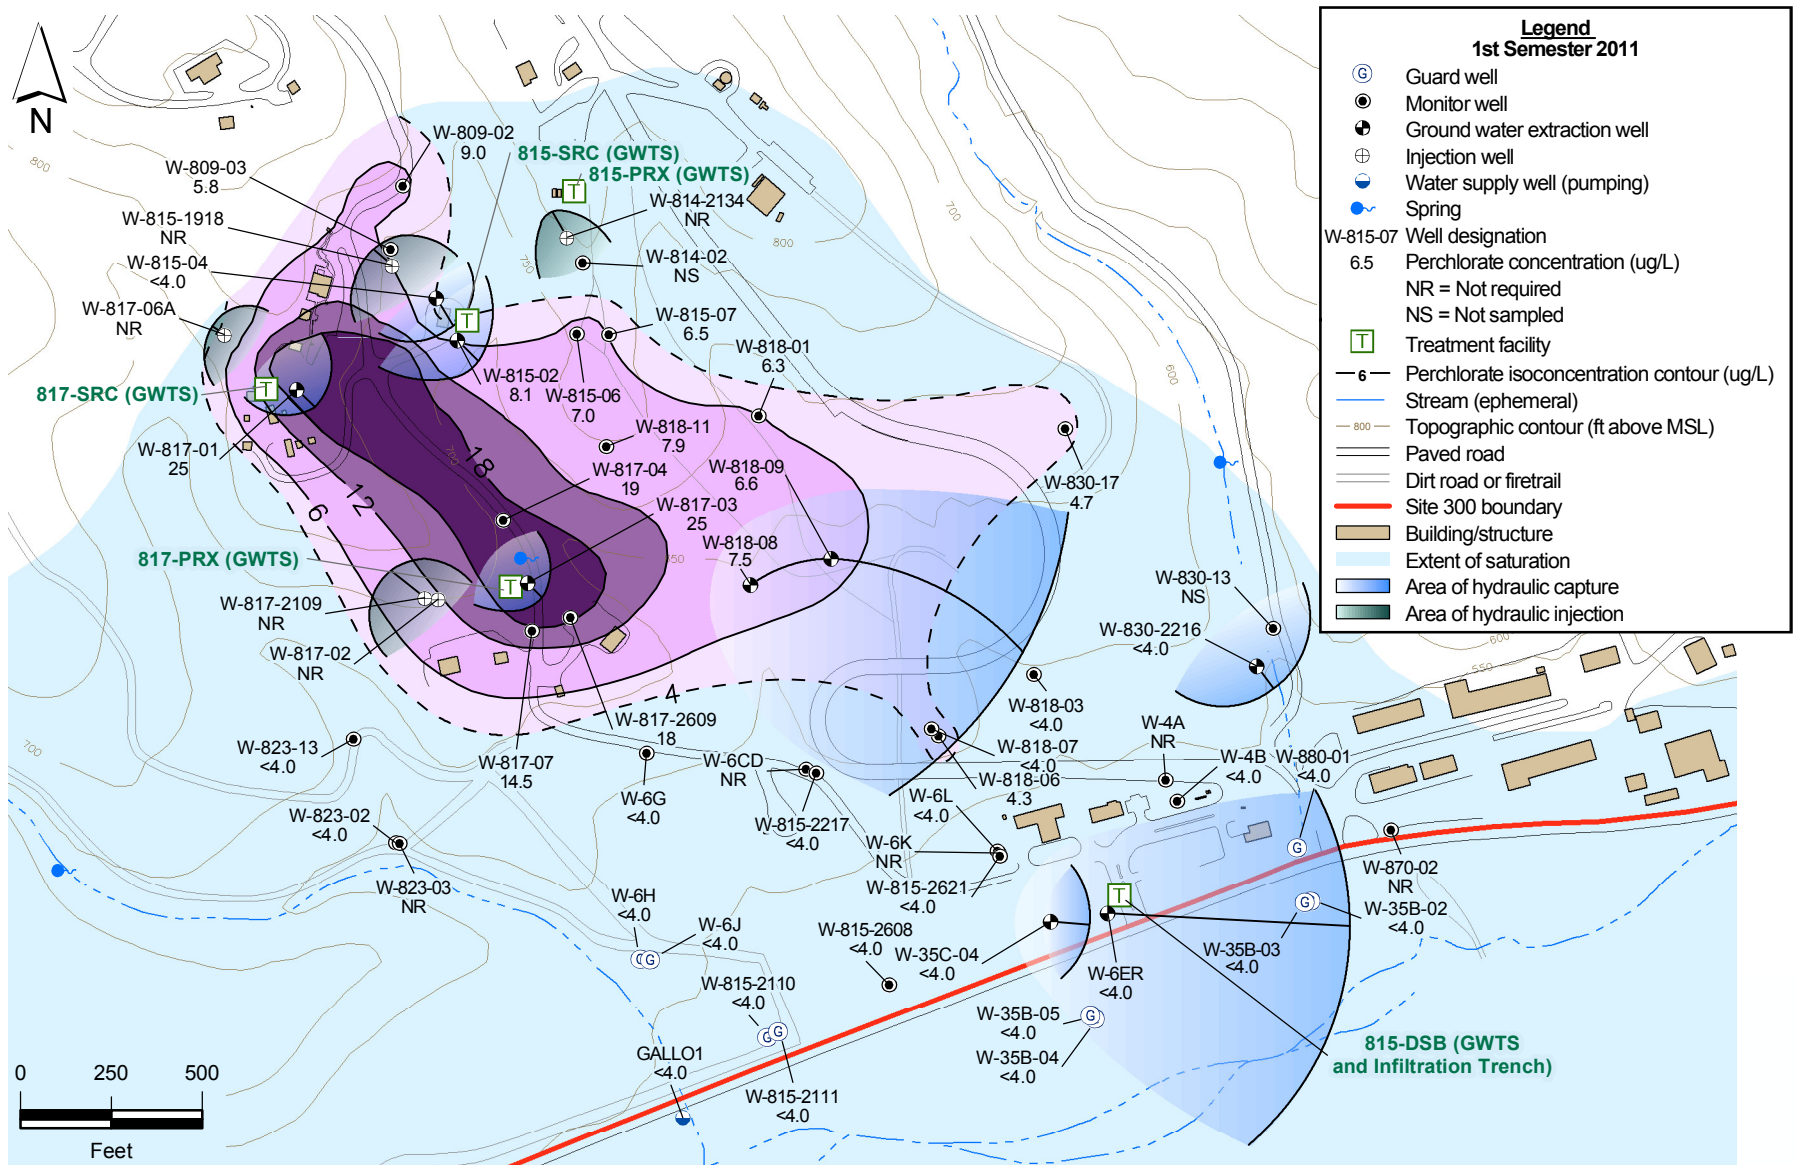 Legend
1st Semester 2011
Guard well
Monitor well
Ground water extraction well
Injection well
Water supply well (pumping)
Spring
W-815-07 Well designation
6.5 Perchlorate concentration (ug/L)
NR = Not required
NS = Not sampled
T Treatment facility
6 Perchlorate isoconcentration contour (ug/L)
Stream (ephemeral)
800 Topographic contour (ft above MSL)
Paved road
Dirt road or firetrail
Site 300 boundary
Building/structure
Extent of saturation
Area of hydraulic capture
Area of hydraulic injection
N
W-809-02
9.0
815-SRC (GWTS)
815-PRX (GWTS)
W-809-03
5.8
W-814-2134
NR
W-815-1918
NR
W-814-02
NS
W-815-04
<4.0
W-817-06A
NR
W-815-07
6.5
W-818-01
6.3
817-SRC (GWTS)
W-815-02
8.1
W-815-06
7.0
W-818-11
7.9
W-817-01
25
W-817-04
19
W-818-09
6.6
W-830-17
4.7
W-817-03
25
W-818-08
7.5
817-PRX (GWTS)
W-817-2109
NR
W-817-02
NR
W-830-13
NS
W-830-2216
<4.0
W-818-03
<4.0
W-817-2609
18
W-817-07
14.5
W-823-13
<4.0
W-6CD
NR
W-818-07
<4.0
W-818-06
4.3
W-4A
NR
W-4B
<4.0
W-880-01
<4.0
W-6G
<4.0
W-815-2217
<4.0
W-6L
<4.0
W-823-02
<4.0
W-6K
NR
W-815-2621
<4.0
W-870-02
NR
W-823-03
NR
W-6H
<4.0
W-6J
<4.0
W-35B-02
<4.0
W-815-2608
<4.0
W-35C-04
<4.0
W-35B-03
<4.0
W-6ER
<4.0
W-815-2110
<4.0
W-35B-05
<4.0
W-35B-04
<4.0
815-DSB (GWTS
and Infiltration Trench)
GALLO1
<4.0
W-815-2111
<4.0
18
12
6
4
800
800
750
700
700
600
600
550
700
0 250 500
Feet